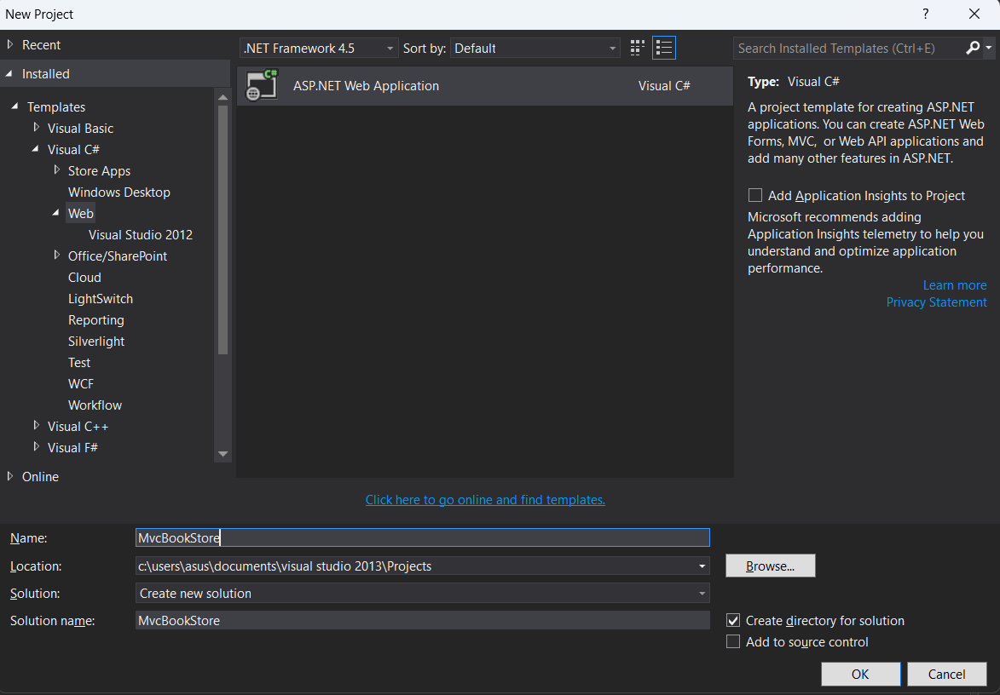 New Project
?
Recent
.NET Framework 4.5
Sort by:
Default
Search Installed Templates (Ctrl+E)
Installed
Templates
Visual Basic
Visual C#
Store Apps
Windows Desktop
Web
Visual Studio 2012
Office/SharePoint
Cloud
LightSwitch
Reporting
Silverlight
Test
WCF
Workflow
Visual C++
Visual F#
Online
C#
ASP.NET Web Application
Visual C#
Type: Visual C#
A project template for creating ASP.NET
applications. You can create ASP.NET Web
Forms, MVC, or Web API applications and
add many other features in ASP.NET.
Add Application Insights to Project
Microsoft recommends adding
Application Insights telemetry to help you
understand and optimize application
performance.
Learn more
Privacy Statement
Click here to go online and find templates.
Name:
MvcBookStore
Location:
c:\users\asus\documents\visual studio 2013\Projects
Browse...
Solution:
Create new solution
Solution name:
MvcBookStore
Create directory for solution
Add to source control
OK
Cancel